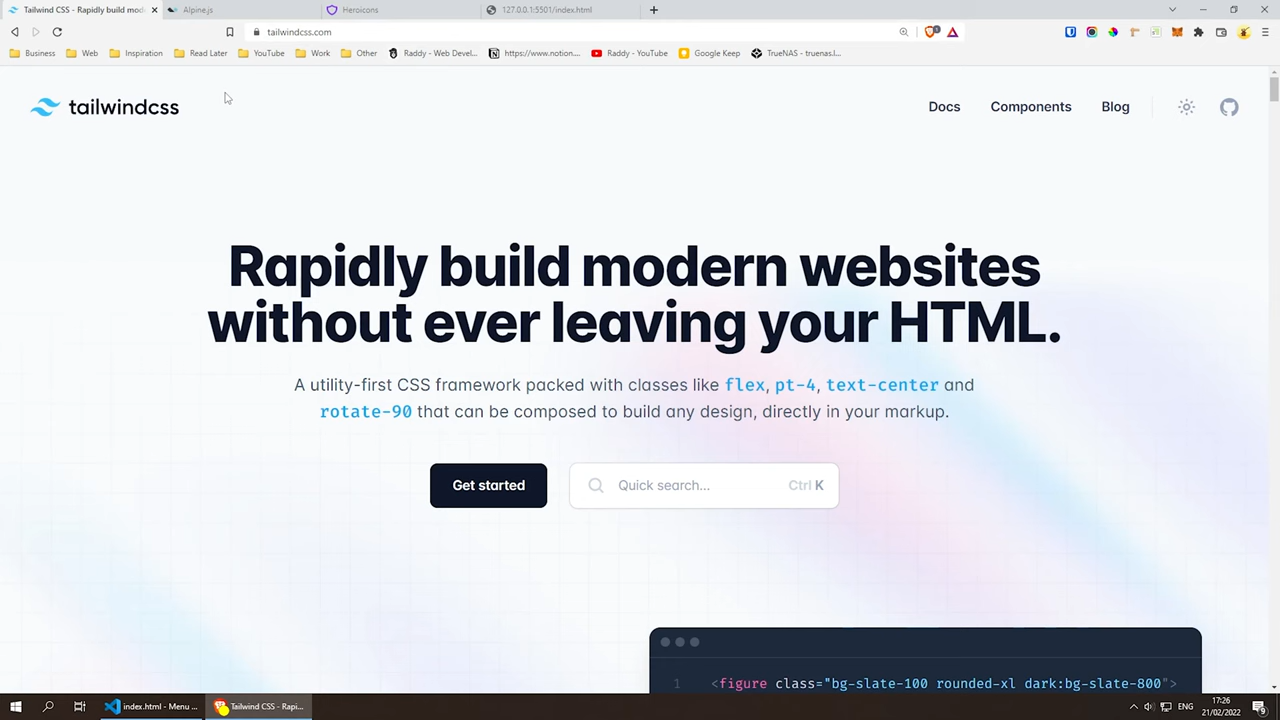 Tailwind CSS - Rapidly build mode
Alpine.js
Heroicons
127.0.0.1:5501/index.html
tailwindcss.com
Business
Web
Inspiration
Read Later
YouTube
Work
Other
Raddy - Web Devel...
https://www.notion....
Raddy - YouTube
Google Keep
TrueNAS - truenas.l...
tailwindcss
Docs
Components
Blog
Rapidly build modern websites
without ever leaving your HTML.
A utility-first CSS framework packed with classes like flex, pt-4, text-center and
rotate-90 that can be composed to build any design, directly in your markup.
Get started
Quick search...
Ctrl K
1 <figure class="bg-slate-100 rounded-xl dark:bg-slate-800">
index.html - Menu ...
Tailwind CSS - Rapi...
ENG
17:26
21/02/2022